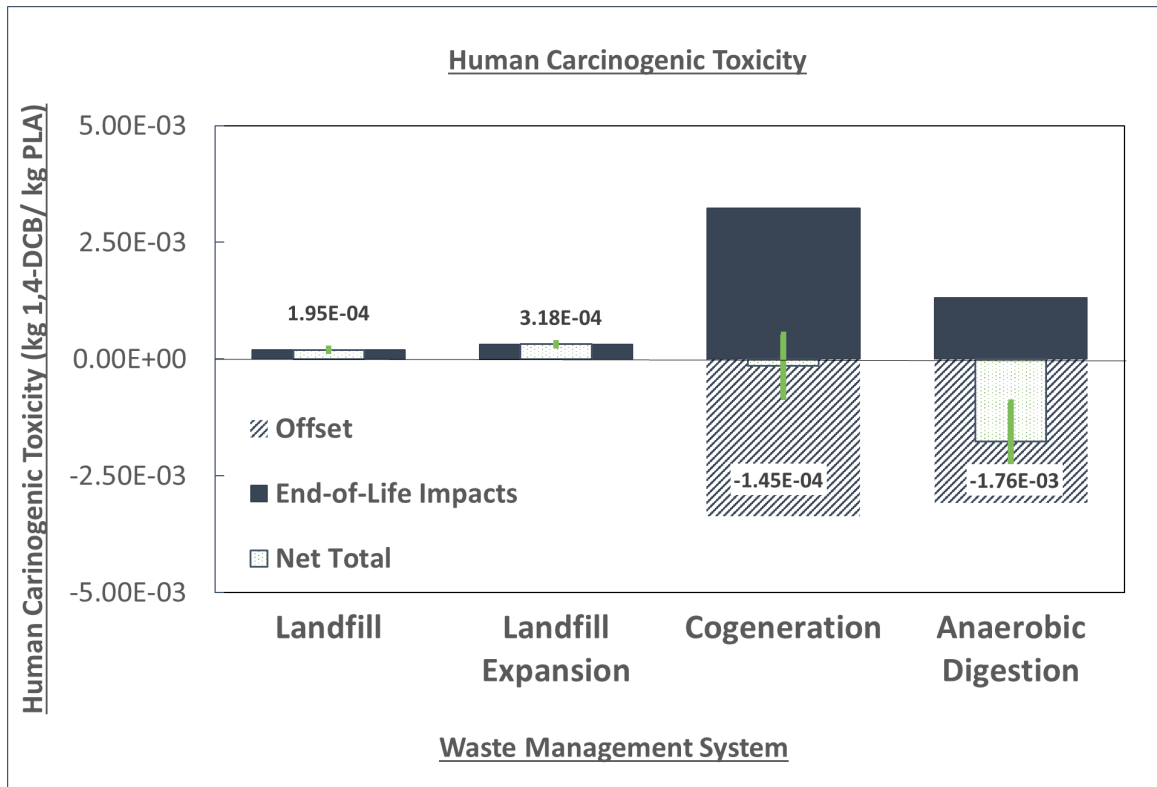 Human Carcinogenic Toxicity
Human Carinogenic Toxicity (kg 1,4-DCB/ kg PLA)
5.00E-03
2.50E-03
0.00E+00
-2.50E-03
-5.00E-03
1.95E-04
3.18E-04
-1.45E-04
-1.76E-03
Offset
End-of-Life Impacts
Net Total
Landfill
Landfill
Expansion
Cogeneration
Anaerobic
Digestion
Waste Management System